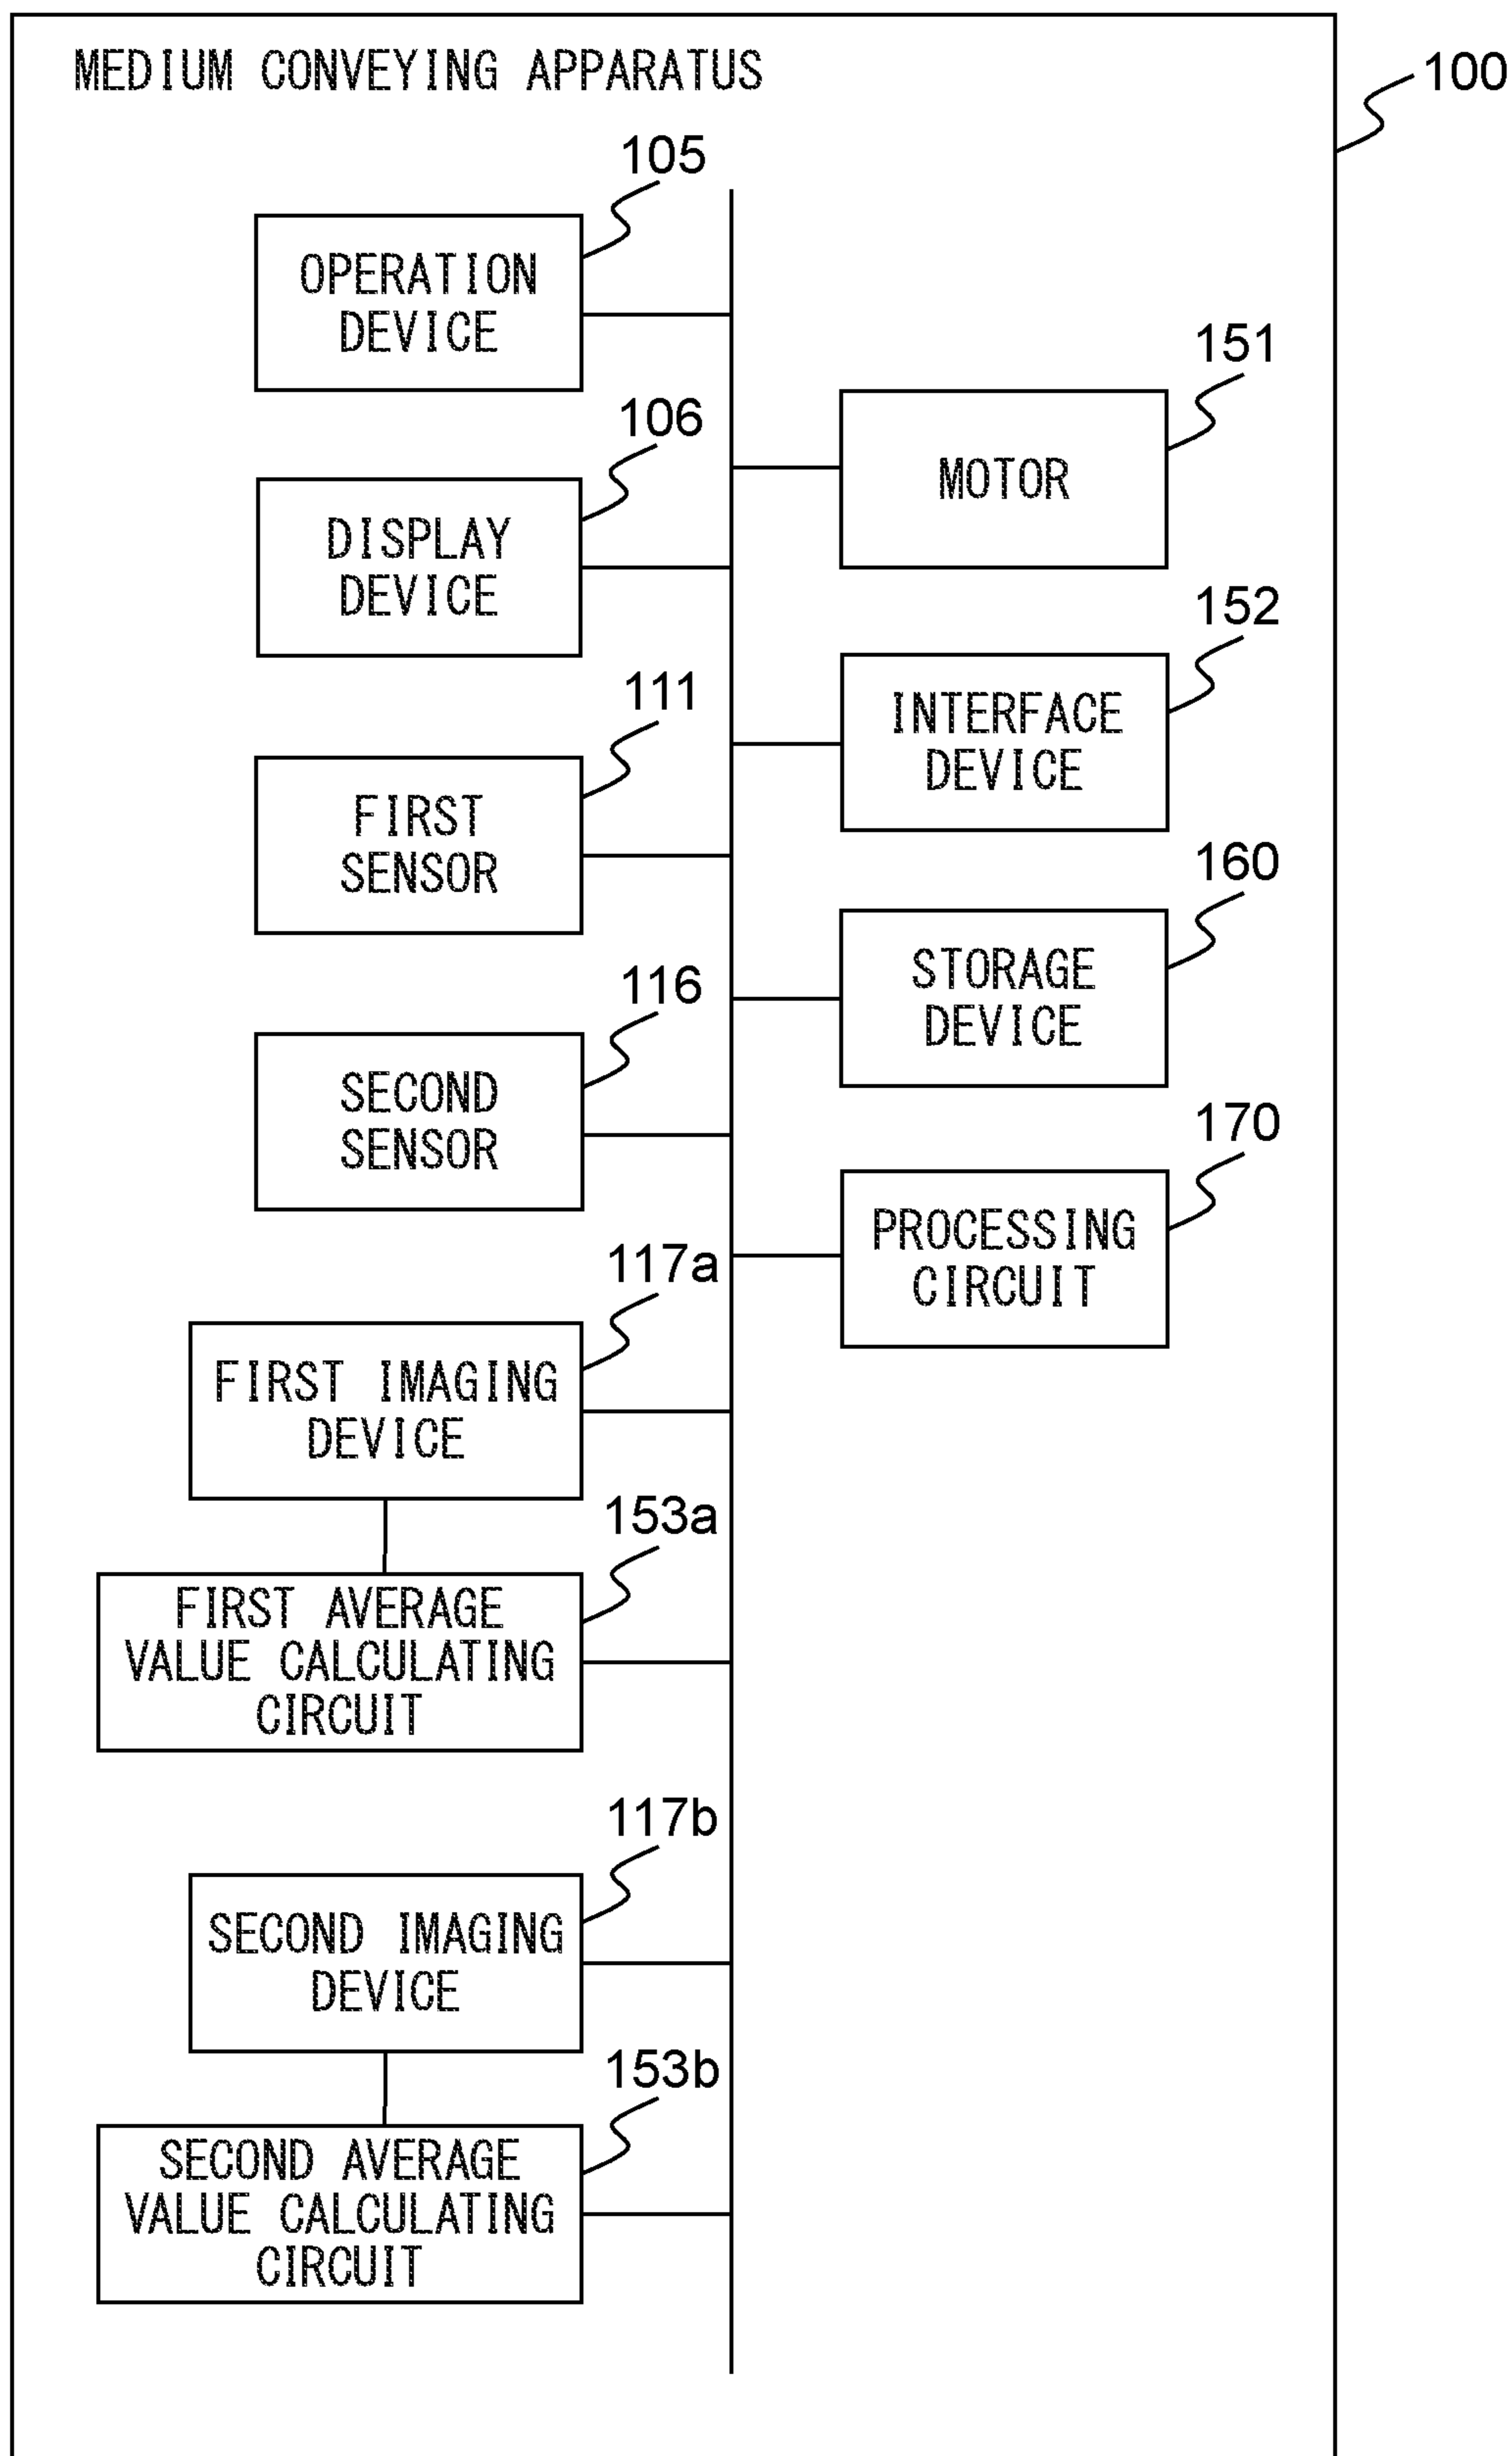 MEDIUM CONVEYING APPARATUS
100
105
OPERATION
DEVICE
106
DISPLAY
DEVICE
111
FIRST
SENSOR
116
SECOND
SENSOR
117a
FIRST IMAGING
DEVICE
153a
FIRST AVERAGE
VALUE CALCULATING
CIRCUIT
117b
SECOND IMAGING
DEVICE
153b
SECOND AVERAGE
VALUE CALCULATING
CIRCUIT
151
MOTOR
152
INTERFACE
DEVICE
160
STORAGE
DEVICE
170
PROCESSING
CIRCUIT